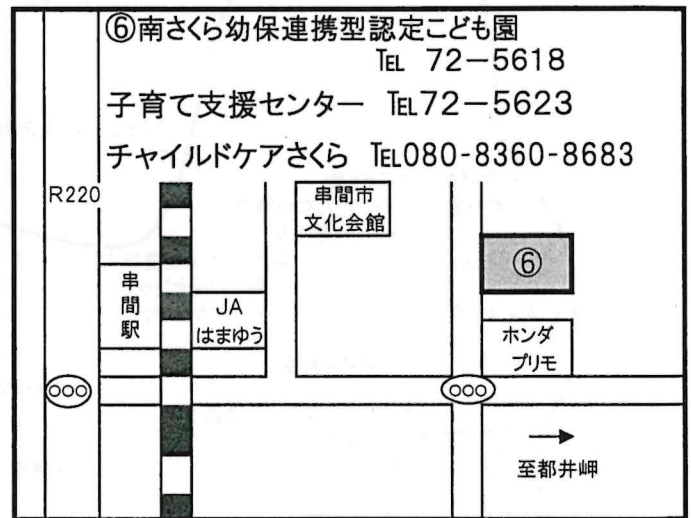 ⑥南さくら幼保連携型認定こども園
℡ 72－5618
子育て支援センター ℡72－5623
チャイルドケアさくら ℡080-8360-8683
R220
串間市
文化会館
⑥
串間駅
JA
はまゆう
ホンダ
プリモ
至都井岬